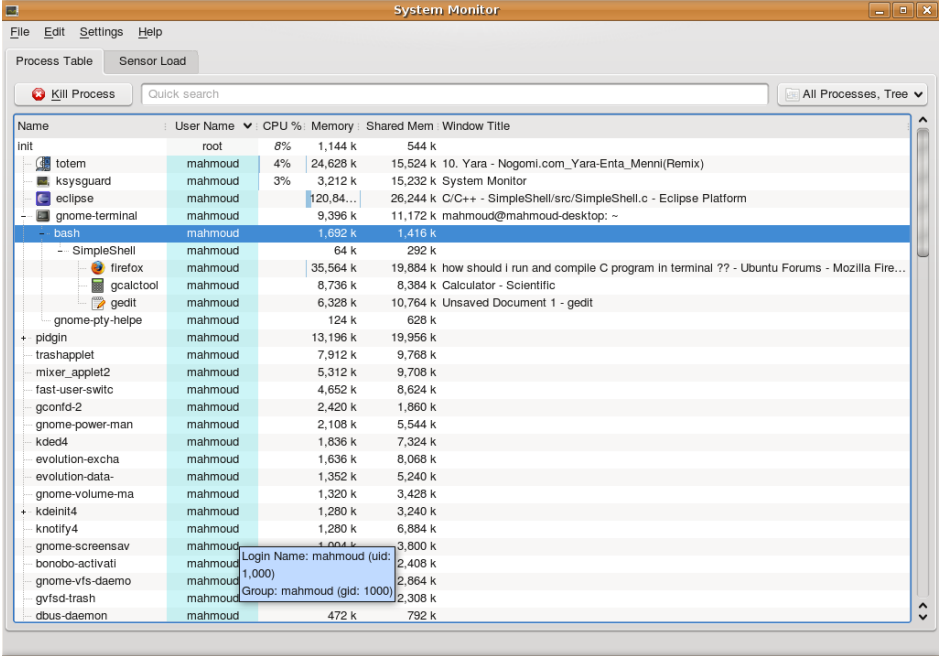 System Monitor
File Edit Settings Help
Process Table Sensor Load
Kill Process Quick search All Processes, Tree
Name User Name CPU % Memory Shared Mem Window Title
init root 8% 1,144 k 544 k
totem mahmoud 4% 24,628 k 15,524 k 10. Yara - Nogomi.com_Yara-Enta_Menni(Remix)
ksysguard mahmoud 3% 3,212 k 15,232 k System Monitor
eclipse mahmoud 120,84... 26,244 k C/C++ - SimpleShell/src/SimpleShell.c - Eclipse Platform
gnome-terminal mahmoud 9,396 k 11,172 k mahmoud@mahmoud-desktop: ~
bash mahmoud 1,692 k 1,416 k
SimpleShell mahmoud 64 k 292 k
firefox mahmoud 35,564 k 19,884 k how should i run and compile C program in terminal ?? - Ubuntu Forums - Mozilla Fire...
gcalctool mahmoud 8,736 k 8,384 k Calculator - Scientific
gedit mahmoud 6,328 k 10,764 k Unsaved Document 1 - gedit
gnome-pty-helpe mahmoud 124 k 628 k
pidgin mahmoud 13,196 k 19,956 k
trashapplet mahmoud 7,912 k 9,768 k
mixer_applet2 mahmoud 5,312 k 9,708 k
fast-user-switc mahmoud 4,652 k 8,624 k
gconfd-2 mahmoud 2,420 k 1,860 k
gnome-power-man mahmoud 2,108 k 5,544 k
kded4 mahmoud 1,836 k 7,324 k
evolution-excha mahmoud 1,636 k 8,068 k
evolution-data- mahmoud 1,352 k 5,240 k
gnome-volume-ma mahmoud 1,320 k 3,428 k
kdeinit4 mahmoud 1,280 k 3,240 k
knotify4 mahmoud 1,280 k 6,884 k
gnome-screensav mahmoud 3,800 k
bonobo-activati mahmoud 2,408 k
gnome-vfs-daemo mahmoud 2,864 k
gvfsd-trash mahmoud 2,308 k
dbus-daemon mahmoud 472 k 792 k
Login Name: mahmoud (uid:
1,000)
Group: mahmoud (gid: 1000)